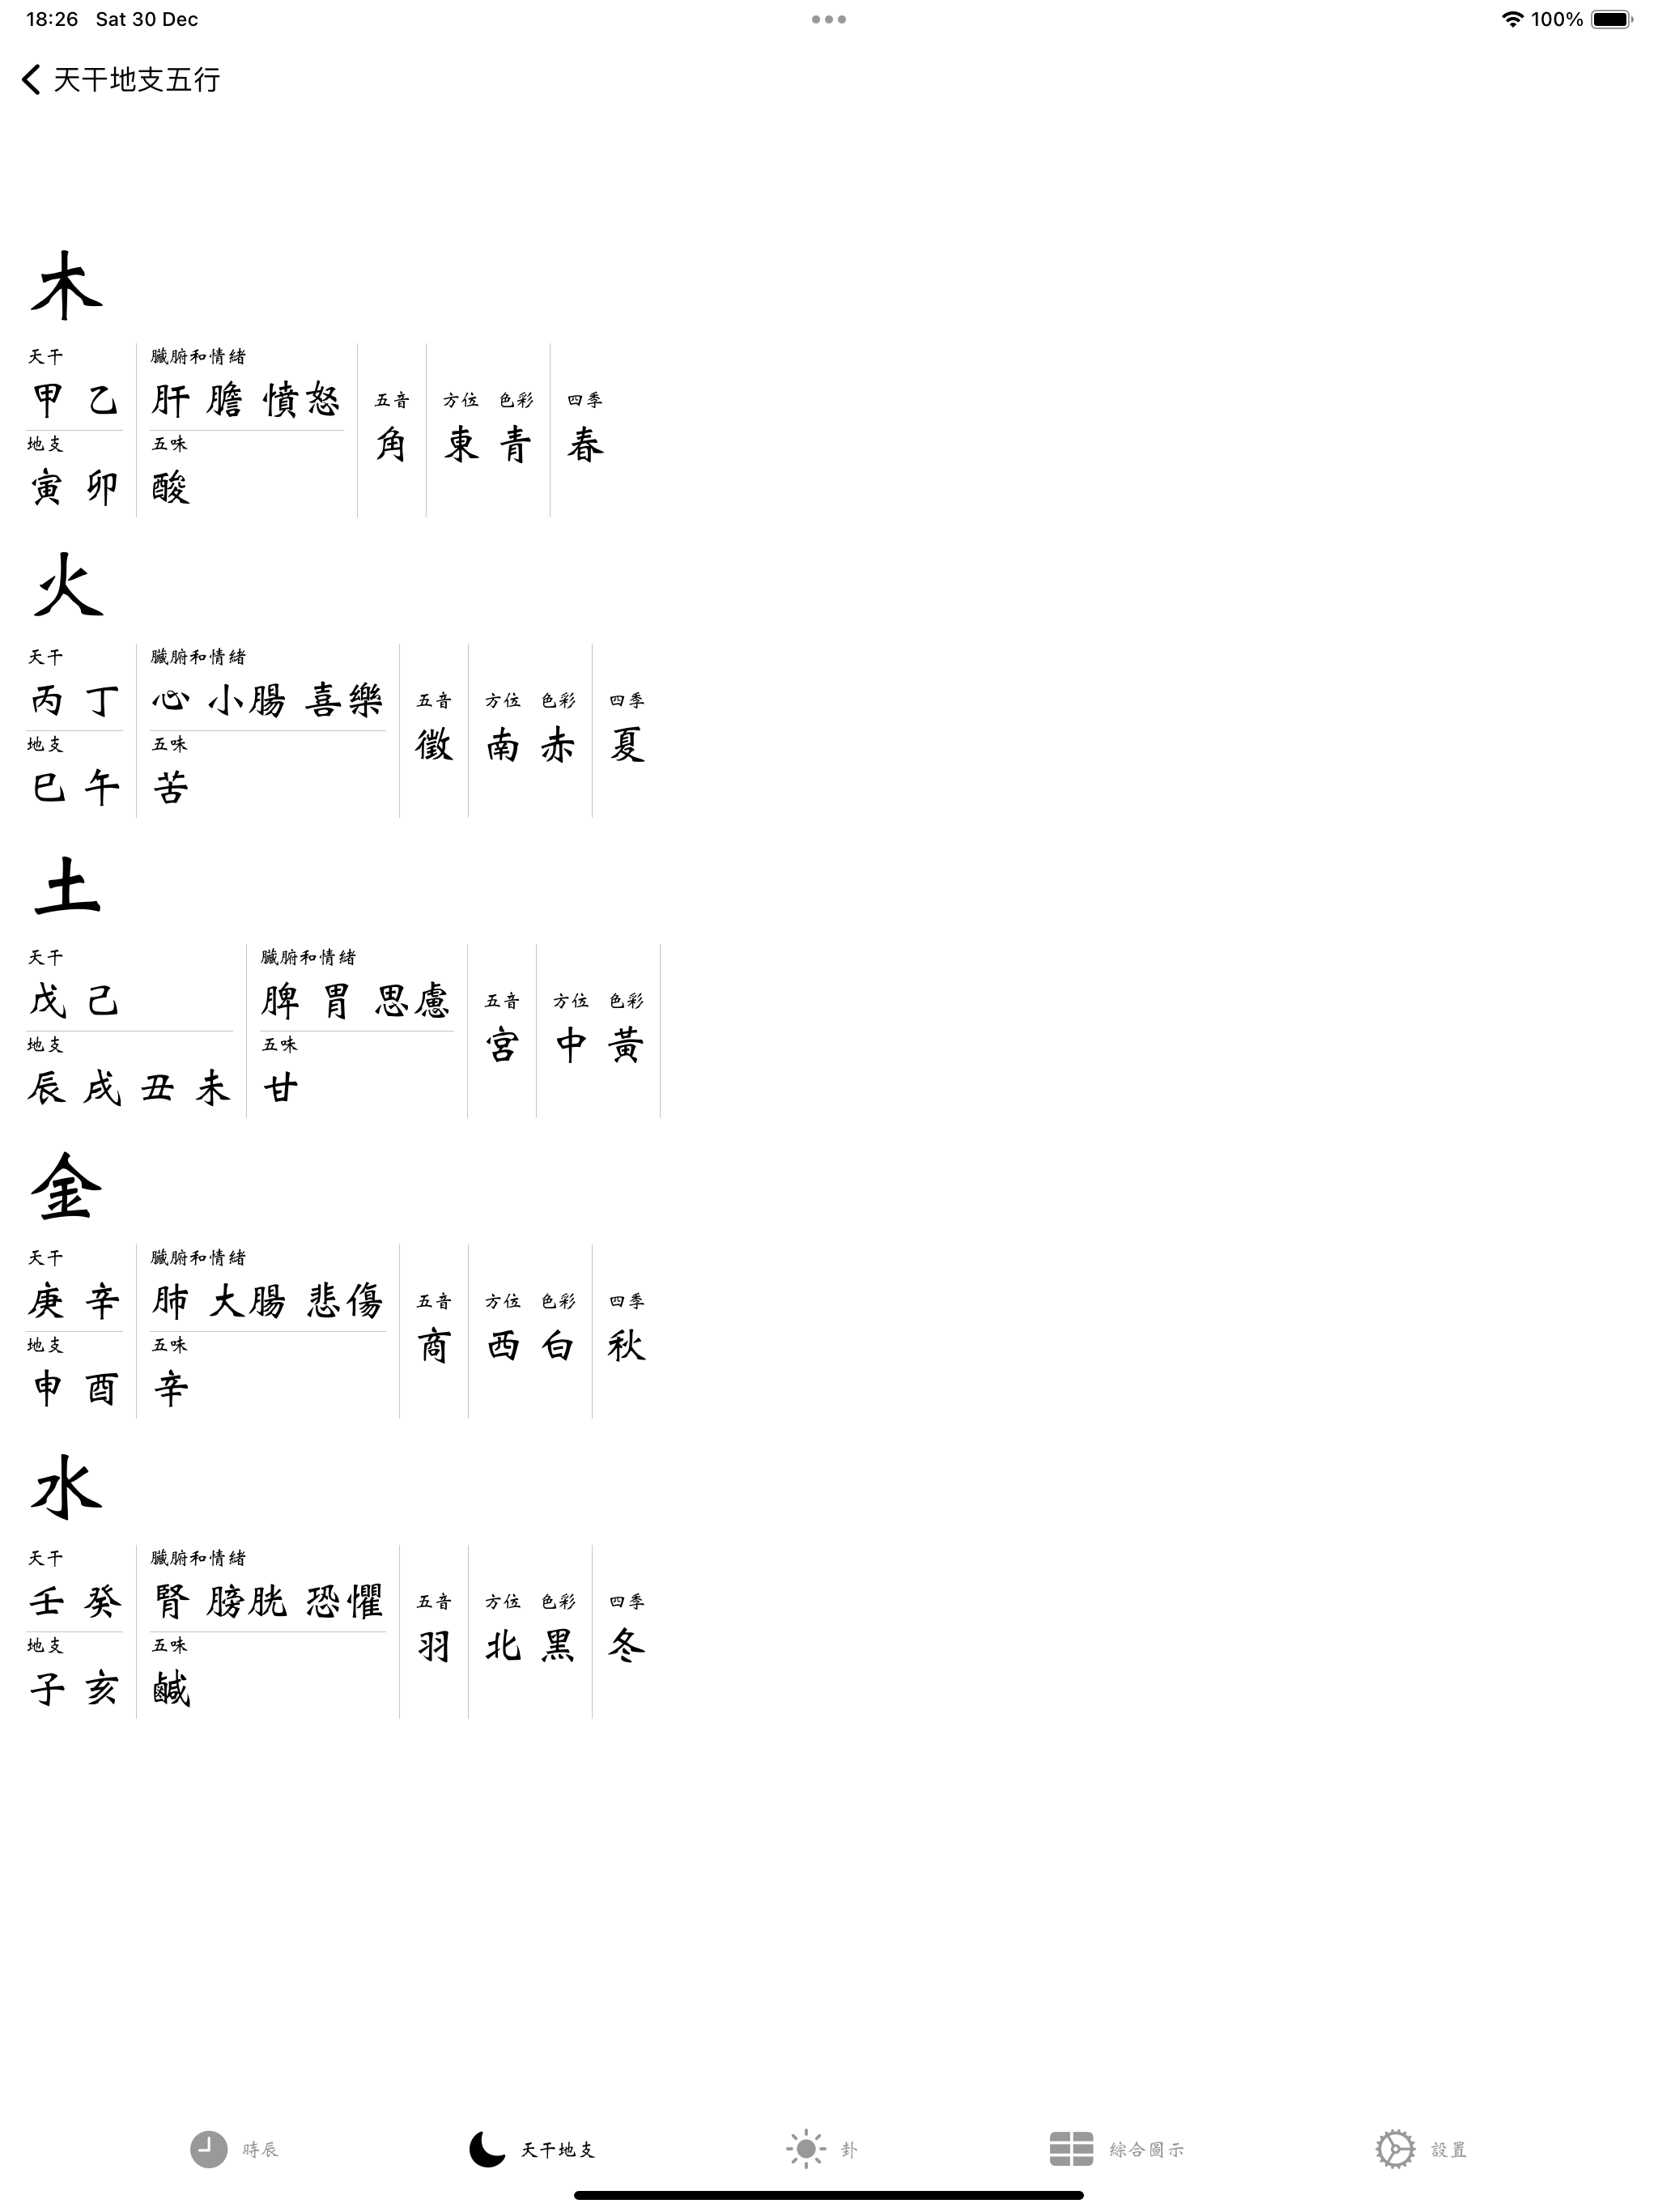 18:26 Sat 30 Dec 100%
天干地支五行
木
天干 臟腑和情緒
甲 乙 肝 膽 憤怒
五音 方位 色彩 四季
角 東 青 春
地支 五味
寅 卯 酸
火
天干 臟腑和情緒
丙 丁 心 小腸 喜樂
五音 方位 色彩 四季
徵 南 赤 夏
地支 五味
巳 午 苦
土
天干 臟腑和情緒
戊 己 脾 胃 思慮
五音 方位 色彩
宮 中 黃
地支 五味
辰 戌 丑 未 甘
金
天干 臟腑和情緒
庚 辛 肺 大腸 悲傷
五音 方位 色彩 四季
商 西 白 秋
地支 五味
申 酉 辛
水
天干 臟腑和情緒
壬 癸 腎 膀胱 恐懼
五音 方位 色彩 四季
羽 北 黑 冬
地支 五味
子 亥 鹹
時辰 天干地支 卦 綜合圖示 設置